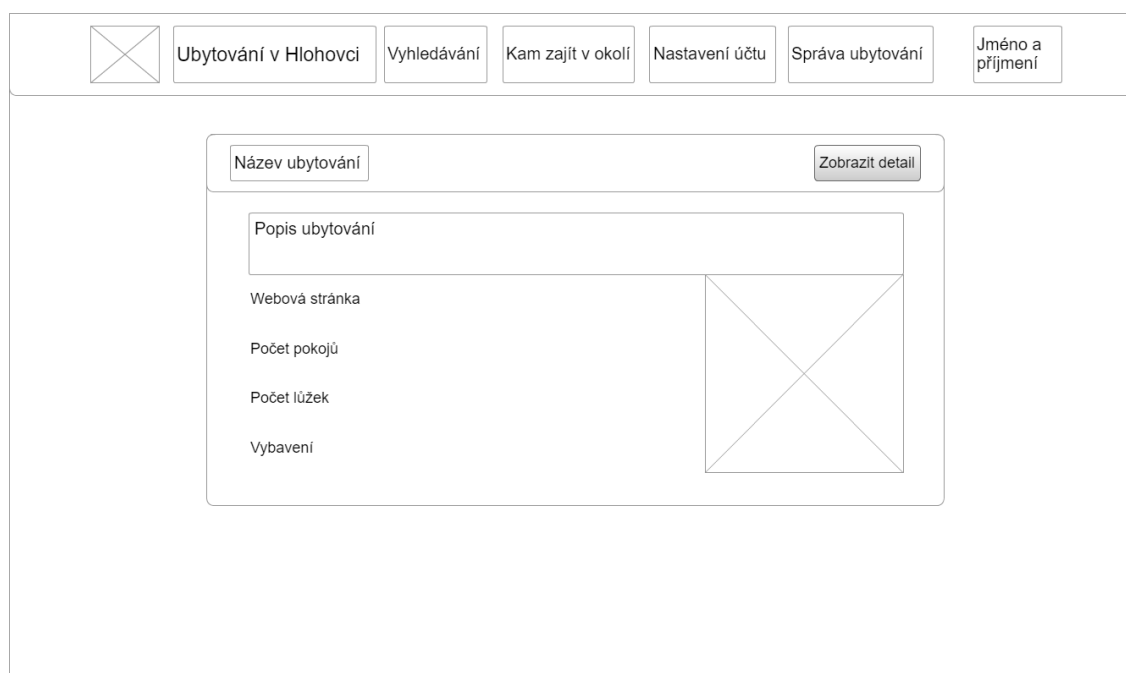 Ubytování v Hlohovci
Vyhledávání
Kam zajít v okolí
Nastavení účtu
Správa ubytování
Jméno a
příjmení
Název ubytování
Zobrazit detail
Popis ubytování
Webová stránka
Počet pokojů
Počet lůžek
Vybavení